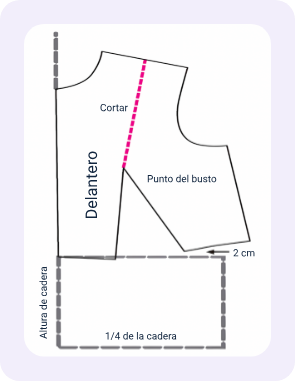 Cortar
Delantero
Punto del busto
2 cm
Altura de cadera
1/4 de la cadera